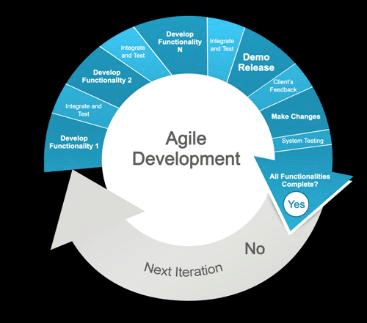 Develop
Functionality 1
Integrate and
Test
Develop
Functionality 2
Integrate
and Test
Develop
Functionality
N
Integrate
and Test
Demo
Release
Client's
Feedback
Make Changes
System Testing
All Functionalities
Complete?
Yes
No
Next Iteration
Agile
Development